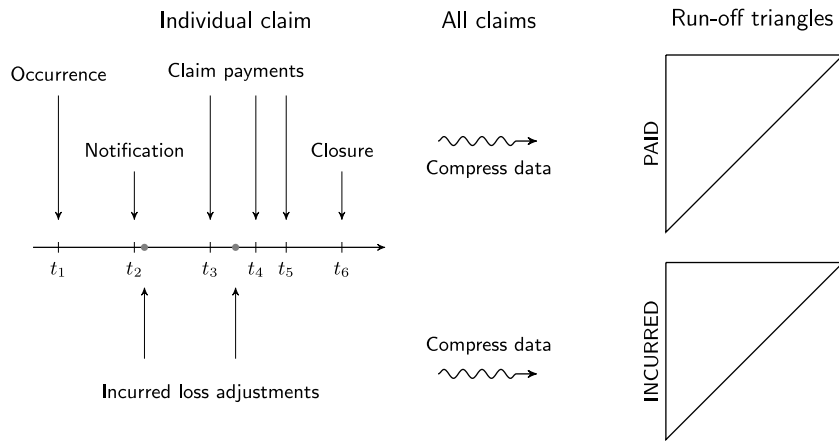 Individual claim
All claims
Run-off triangles
Occurrence
Claim payments
Notification
Closure
t₁ t₂ t₃ t₄ t₅ t₆
Incurred loss adjustments
Compress data
Compress data
PAID
INCURRED